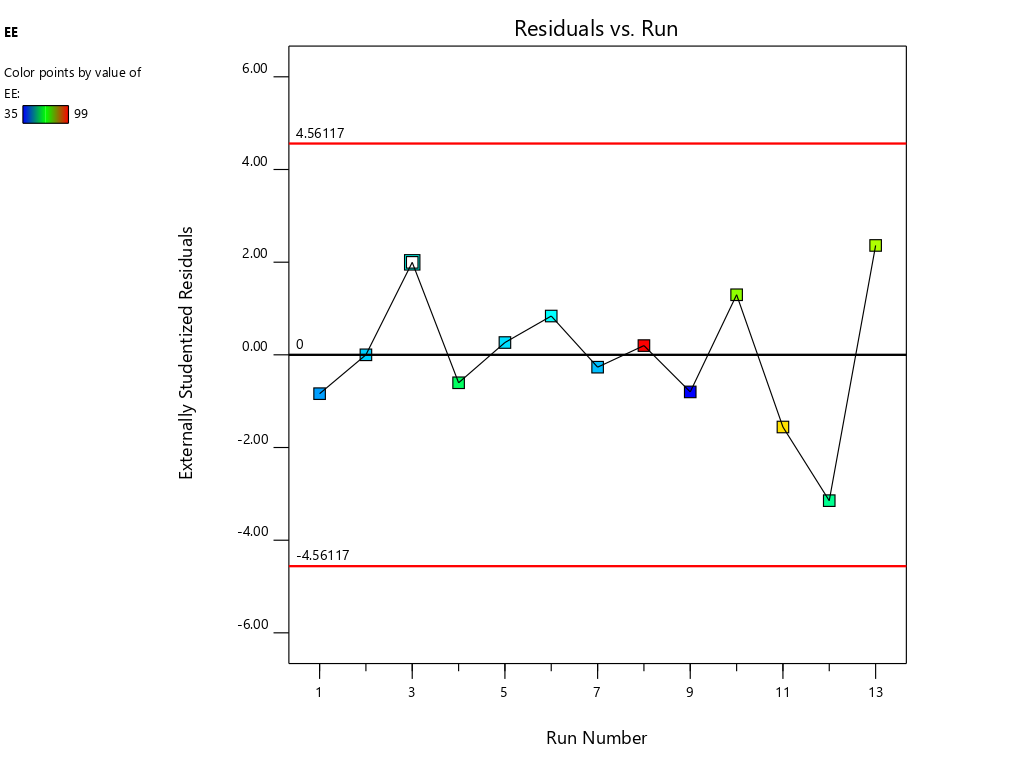 EE
Color points by value of
EE:
35 99
Residuals vs. Run
Externally Studentized Residuals
6.00
4.00
2.00
0.00
-2.00
-4.00
-6.00
4.56117
0
-4.56117
1 3 5 7 9 11 13
Run Number